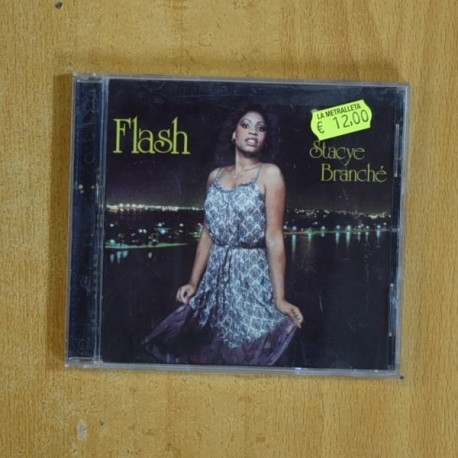 Flash
LA METRALLETA
€ 12,00
Stacye
Branché